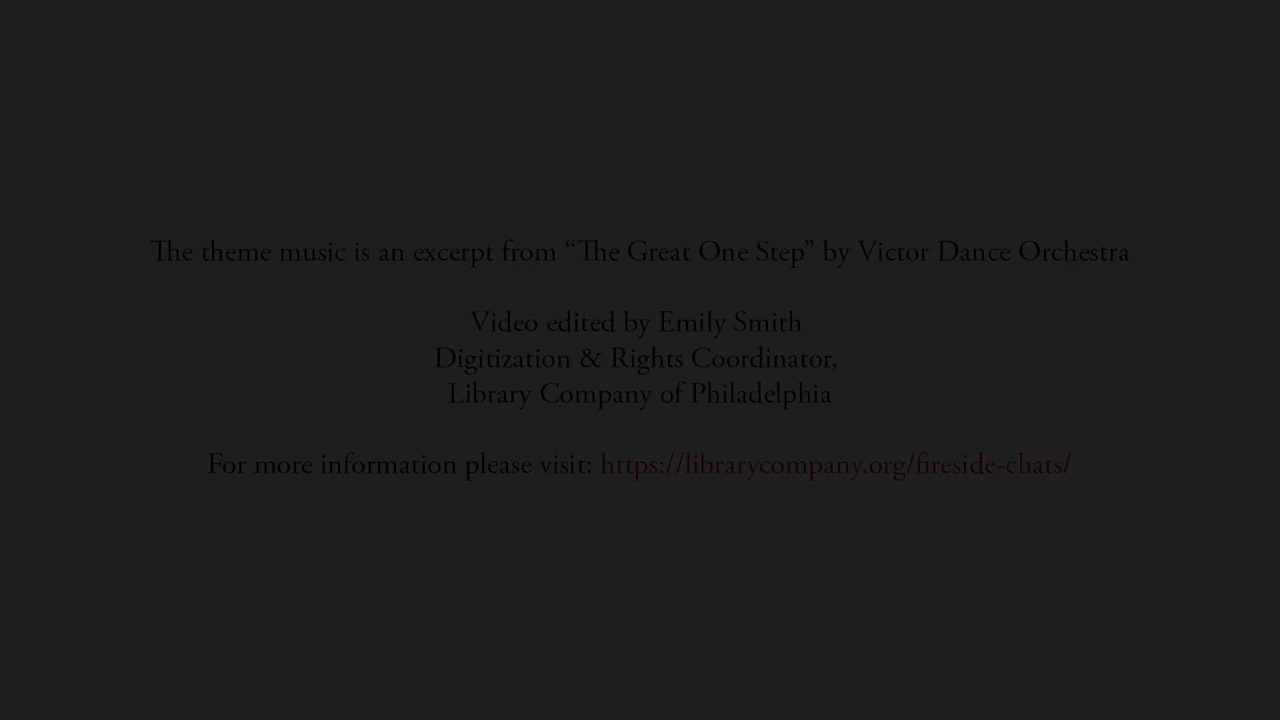 The theme music is an excerpt from “The Great One Step” by Victor Dance Orchestra
Video edited by Emily Smith
Digitization & Rights Coordinator,
Library Company of Philadelphia
For more information please visit: https://librarycompany.org/fireside-chats/